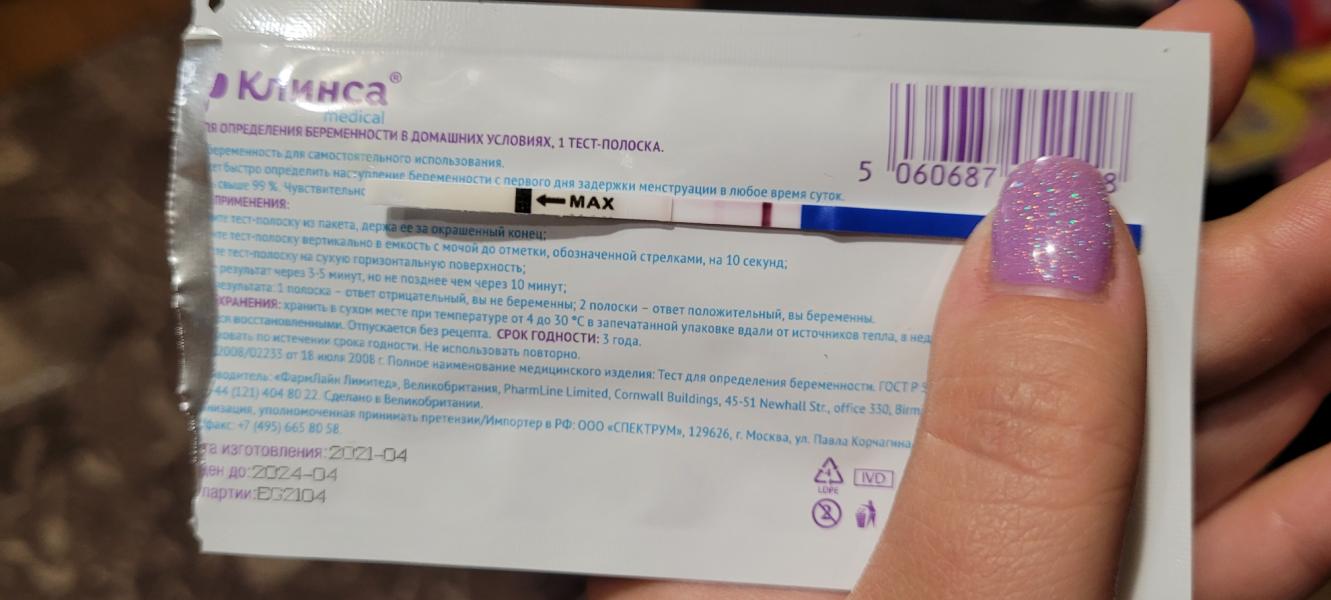 Клинса®
medical
ОПРЕДЕЛЕНИЯ БЕРЕМЕННОСТИ В ДОМАШНИХ УСЛОВИЯХ, 1 ТЕСТ-ПОЛОСКА.
беременность для самостоятельного использования.
быстро определить наступление беременности с первого дня задержки менструации в любое время суток.
свыше 99 %.
MAX
тест-полоску из пакета, держа ее за окрашенный конец;
тест-полоску вертикально в емкость с мочой до отметки, обозначенной стрелками, на 10 секунд;
тест-полоску на сухую горизонтальную поверхность;
результат через 3-5 минут, но не позднее чем через 10 минут;
1 полоска – ответ отрицательный, вы не беременны; 2 полоски – ответ положительный, вы беременны.
хранить в сухом месте при температуре от 4 до 30 °C в запечатанной упаковке вдали от источников тепла, в
восстановленными. Отпускается без рецепта. СРОК ГОДНОСТИ: 3 года.
по истечении срока годности. Не использовать повторно.
2008/02233 от 18 июля 2008 г. Полное наименование медицинского изделия: Тест для определения беременности. ГОСТ Р
«ФармЛайн Лимитед», Великобритания, PharmLine Limited, Cornwall Buildings, 45-51 Newhall Str., office 330,
44 (121) 404 80 22. Сделано в Великобритании.
уполномоченная принимать претензии/Импортер в РФ: ООО «СПЕКТРУМ», 129626, г. Москва, ул. Павла Корчагина
факс: +7 (495) 665 80 58.
изготовления: 2021-04
до: 2024-04
партии: EG2104
5 060687 8
LDPE
IVD